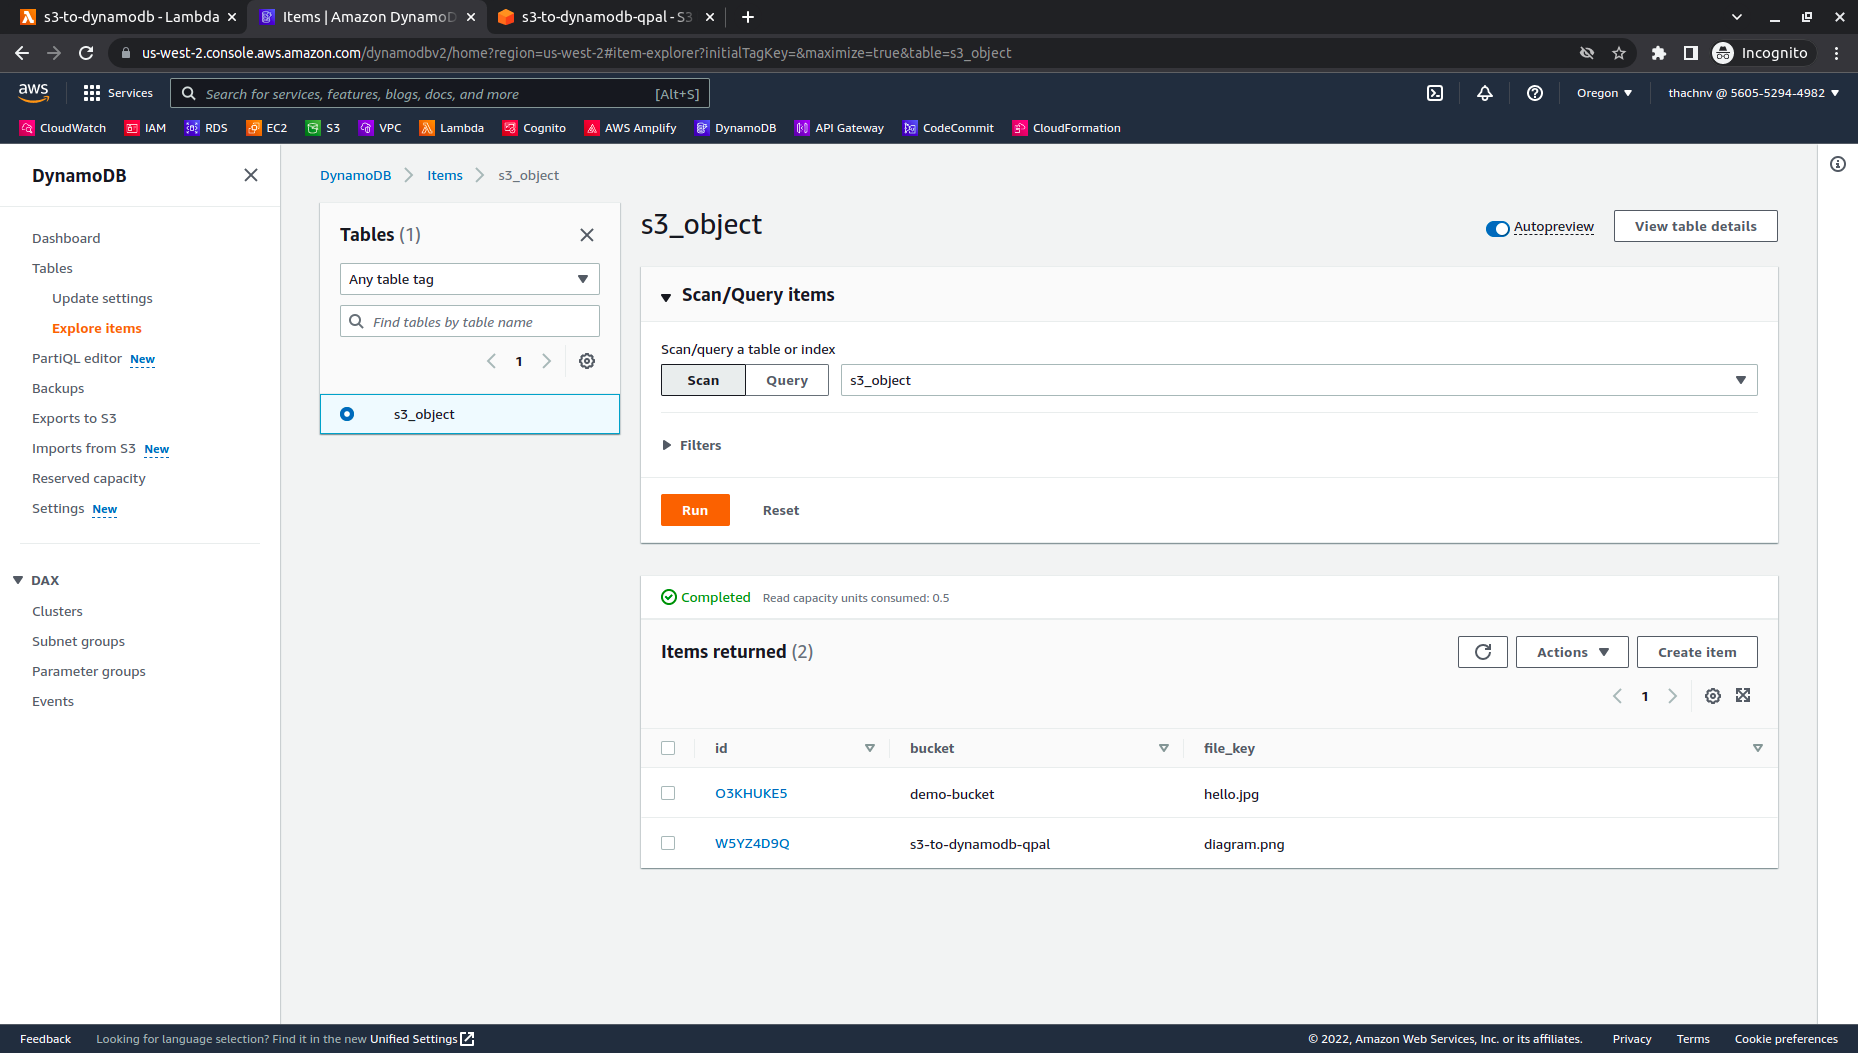 s3-to-dynamodb - Lambda
Items | Amazon DynamoD
s3-to-dynamodb-qpal - S3
us-west-2.console.aws.amazon.com/dynamodbv2/home?region=us-west-2#item-explorer?initialTagKey=&maximize=true&table=s3_object
Incognito
aws
Services
Search for services, features, blogs, docs, and more
[Alt+S]
Oregon
thachnv @ 5605-5294-4982
CloudWatch
IAM
RDS
EC2
S3
VPC
Lambda
Cognito
AWS Amplify
DynamoDB
API Gateway
CodeCommit
CloudFormation
DynamoDB
Dashboard
Tables
Update settings
Explore items
PartiQL editor New
Backups
Exports to S3
Imports from S3 New
Reserved capacity
Settings New
DAX
Clusters
Subnet groups
Parameter groups
Events
DynamoDB
Items
s3_object
Tables (1)
Any table tag
Find tables by table name
1
s3_object
s3_object
Autopreview
View table details
Scan/Query items
Scan/query a table or index
Scan
Query
s3_object
Filters
Run
Reset
Completed
Read capacity units consumed: 0.5
Items returned (2)
Actions
Create item
1
id bucket file_key
O3KHUKE5 demo-bucket hello.jpg
W5YZ4D9Q s3-to-dynamodb-qpal diagram.png
Feedback
Looking for language selection? Find it in the new Unified Settings
© 2022, Amazon Web Services, Inc. or its affiliates.
Privacy
Terms
Cookie preferences